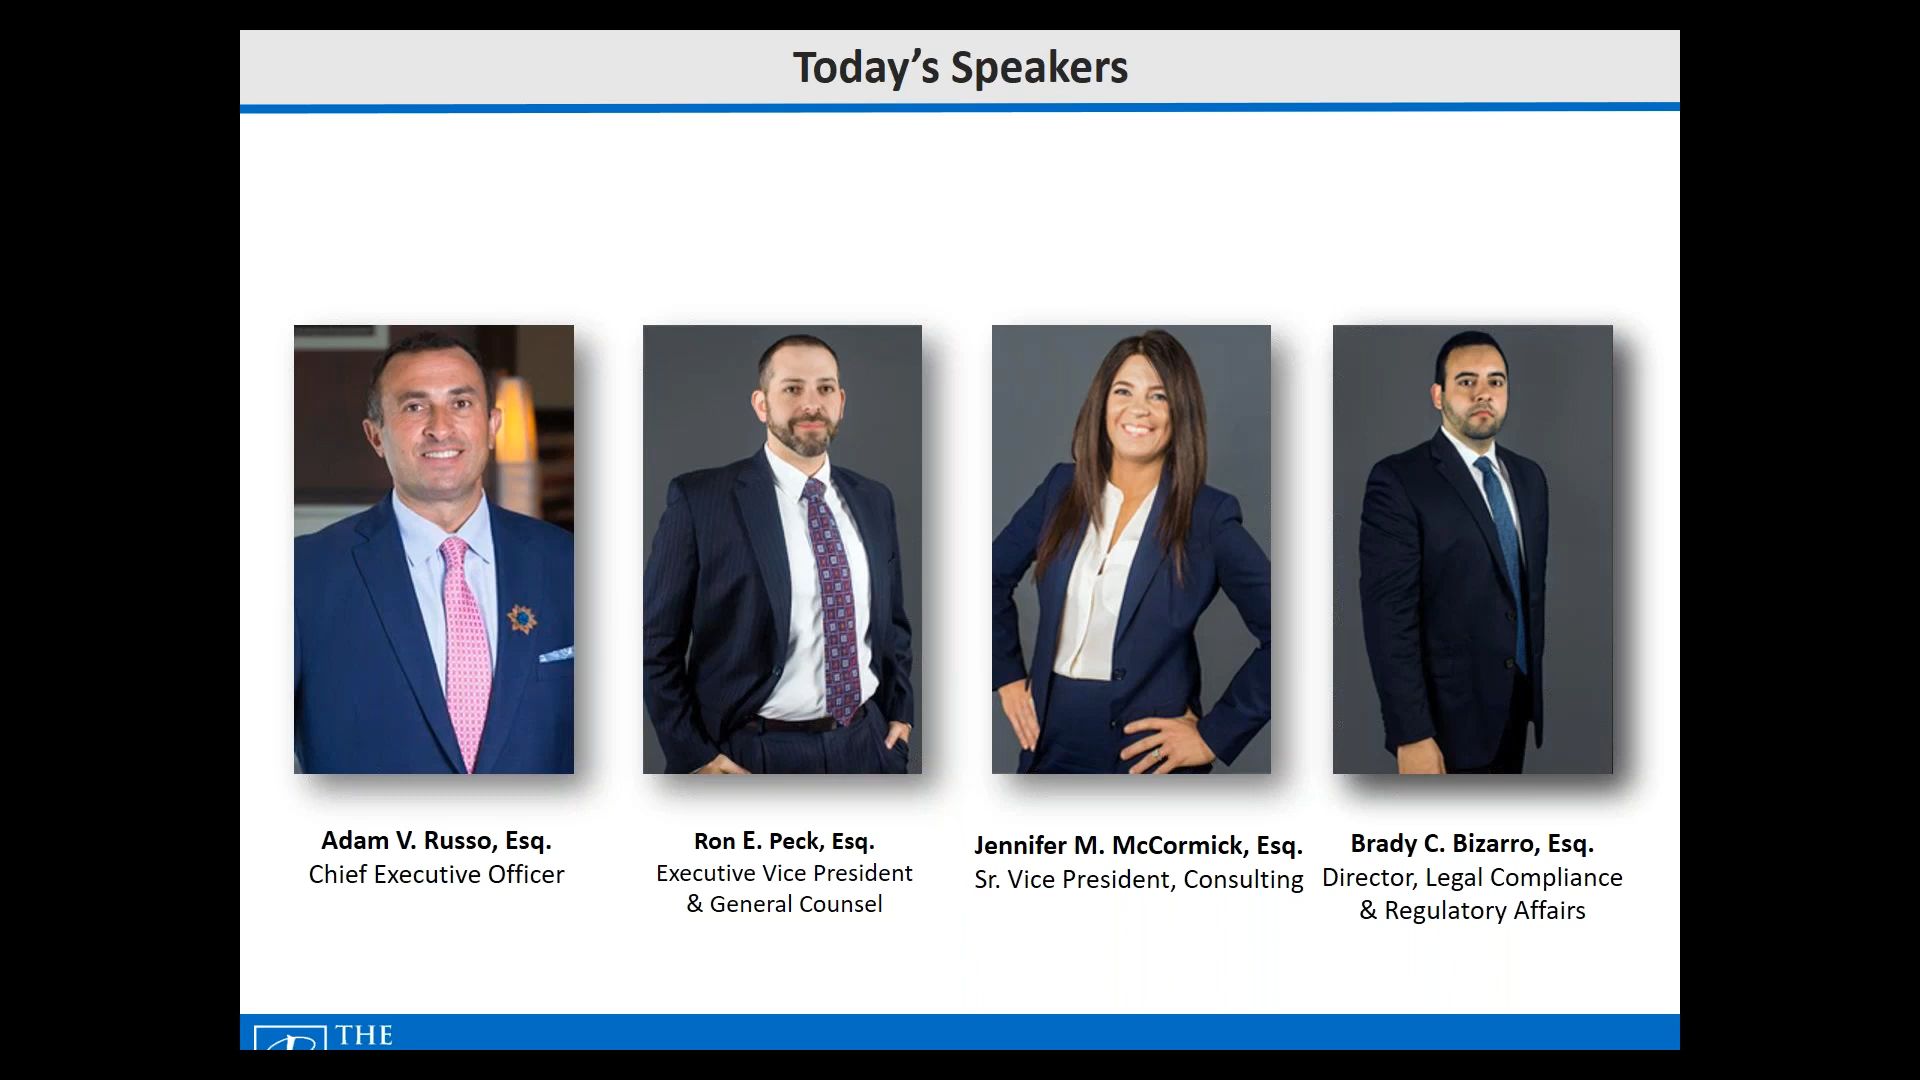 Today’s Speakers
Adam V. Russo, Esq.
Chief Executive Officer
Ron E. Peck, Esq.
Executive Vice President
& General Counsel
Jennifer M. McCormick, Esq.
Sr. Vice President, Consulting
Brady C. Bizarro, Esq.
Director, Legal Compliance
& Regulatory Affairs
THE